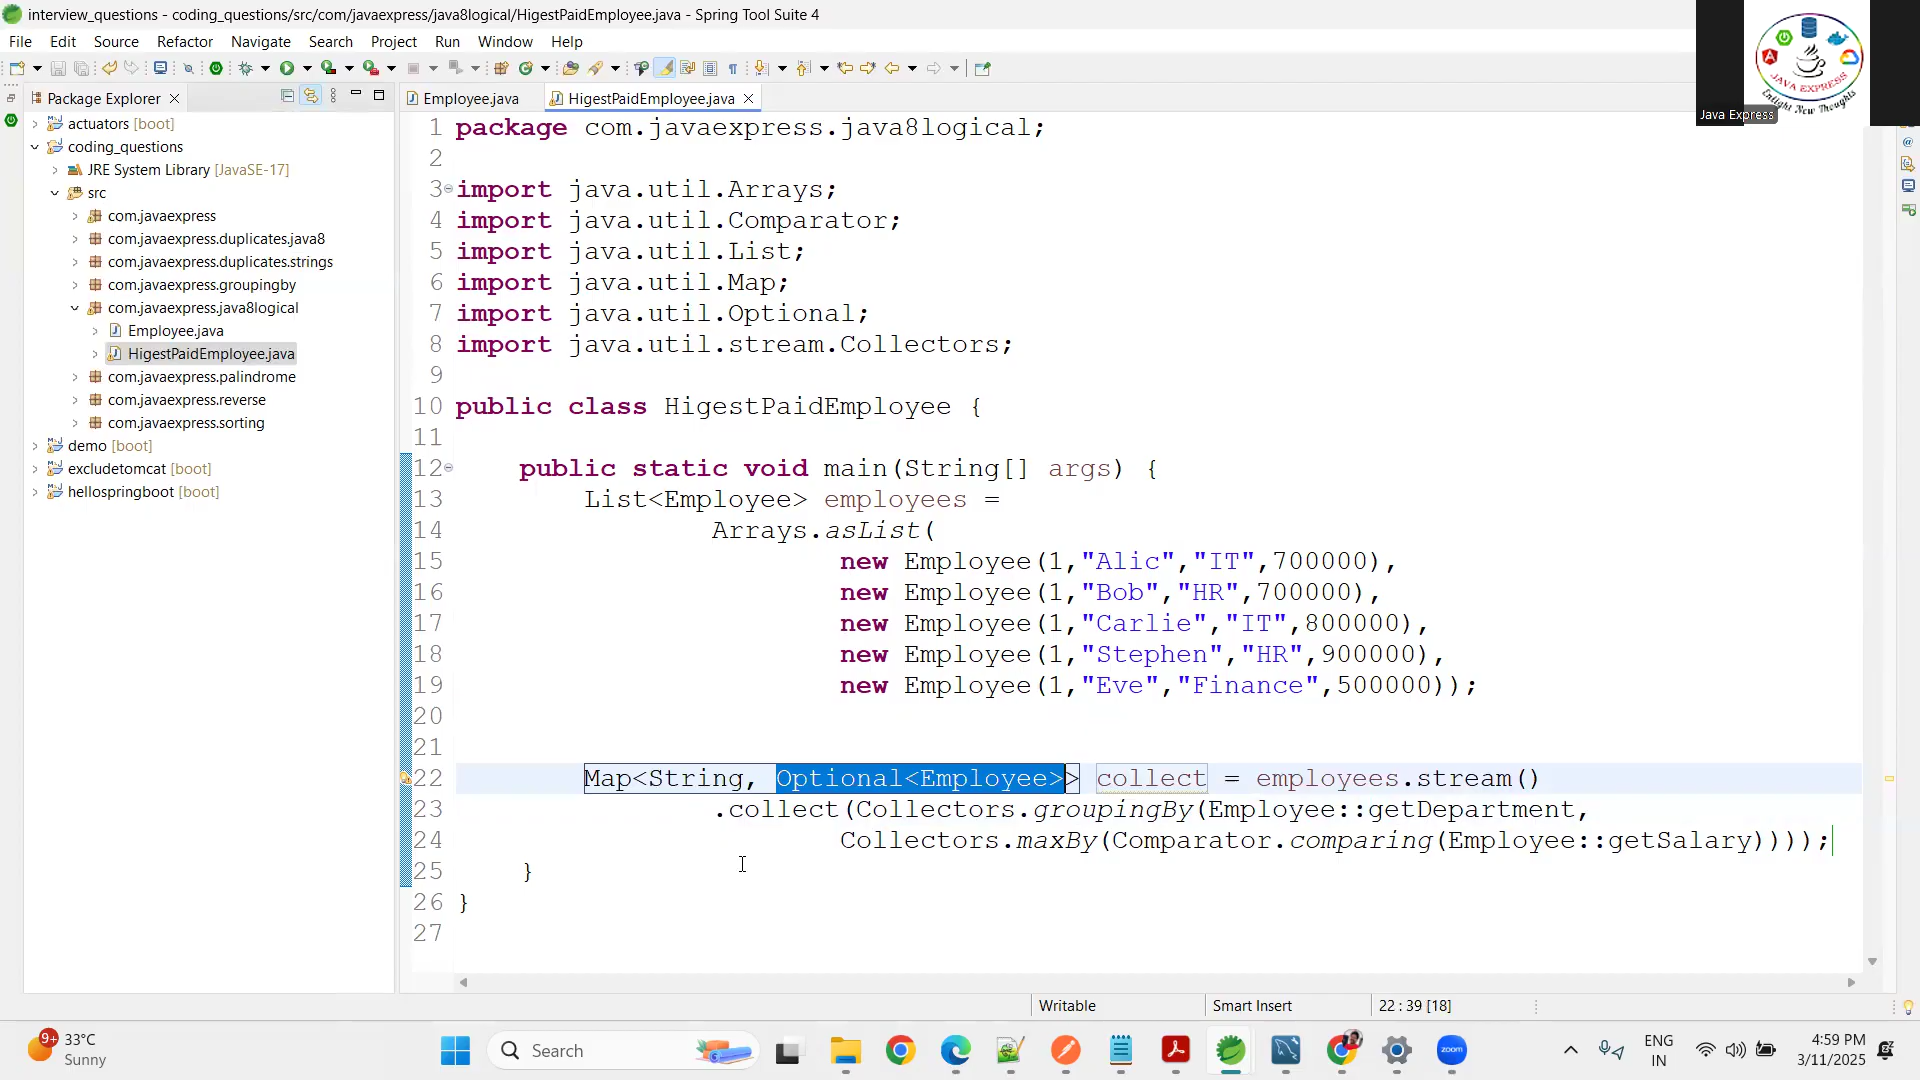 interview_questions - coding_questions/src/com/javaexpress/java8logical/HigestPaidEmployee.java - Spring Tool Suite 4
File Edit Source Refactor Navigate Search Project Run Window Help
JAVA EXPRESS
Enlight New Thoughts
Java Express
Package Explorer
Employee.java
HigestPaidEmployee.java
actuators [boot]
coding_questions
JRE System Library [JavaSE-17]
src
com.javaexpress
com.javaexpress.duplicates.java8
com.javaexpress.duplicates.strings
com.javaexpress.groupingby
com.javaexpress.java8logical
Employee.java
HigestPaidEmployee.java
com.javaexpress.palindrome
com.javaexpress.reverse
com.javaexpress.sorting
demo [boot]
excludetomcat [boot]
hellospringboot [boot]
1 package com.javaexpress.java8logical;
2
3 import java.util.Arrays;
4 import java.util.Comparator;
5 import java.util.List;
6 import java.util.Map;
7 import java.util.Optional;
8 import java.util.stream.Collectors;
9
10 public class HigestPaidEmployee {
11
12 public static void main(String[] args) {
13 List<Employee> employees =
14 Arrays.asList(
15 new Employee(1,"Alic","IT",700000),
16 new Employee(1,"Bob","HR",700000),
17 new Employee(1,"Carlie","IT",800000),
18 new Employee(1,"Stephen","HR",900000),
19 new Employee(1,"Eve","Finance",500000));
20
21
22 Map<String, Optional<Employee>> collect = employees.stream()
23 .collect(Collectors.groupingBy(Employee::getDepartment,
24 Collectors.maxBy(Comparator.comparing(Employee::getSalary))));
25 }
26 }
27
Writable
Smart Insert
22 : 39 [18]
9+
33°C
Sunny
Search
zoom
ENG
IN
4:59 PM
3/11/2025